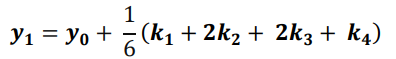 y₁ = y₀ + 1/6 (k₁ + 2k₂ + 2k₃ + k₄)